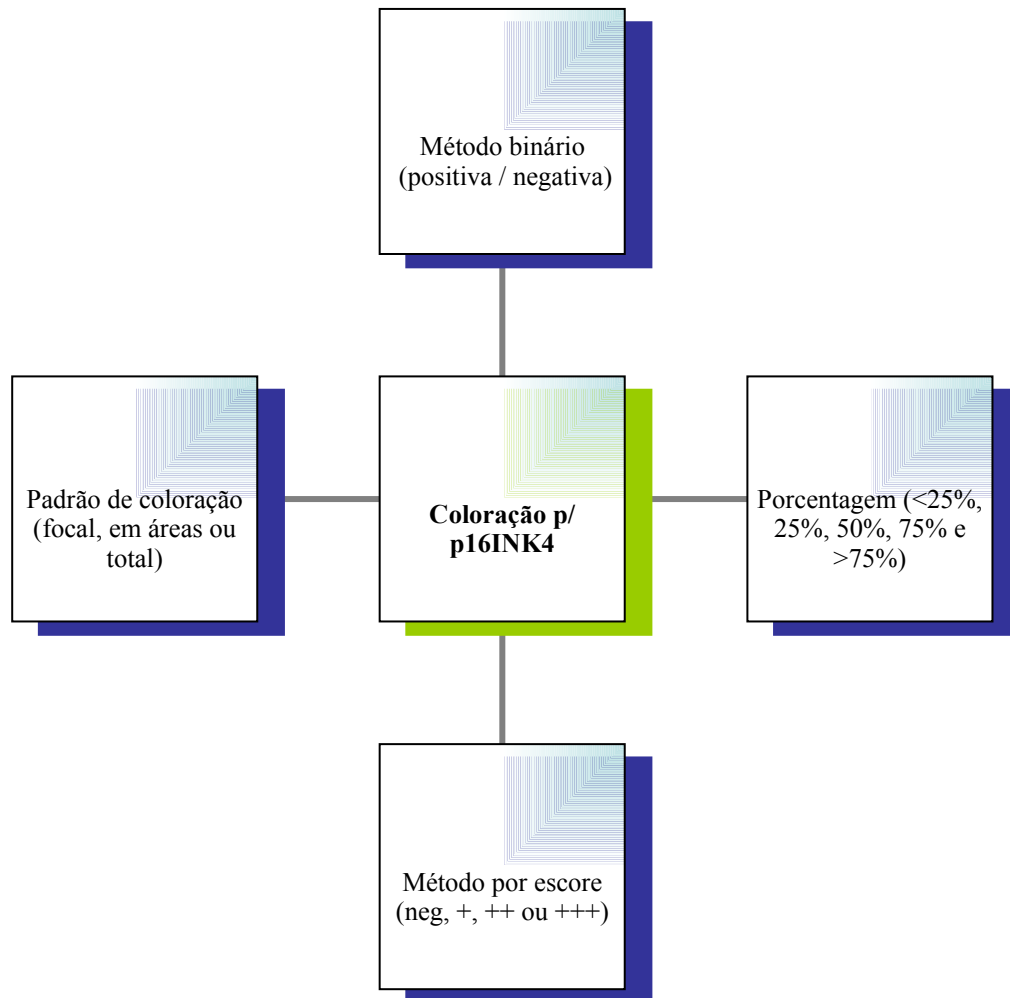 Método binário
(positiva / negativa)
Padrão de coloração
(focal, em áreas ou
total)
Coloração p/
p16INK4
Porcentagem (<25%,
25%, 50%, 75% e
>75%)
Método por escore
(neg, +, ++ ou +++)